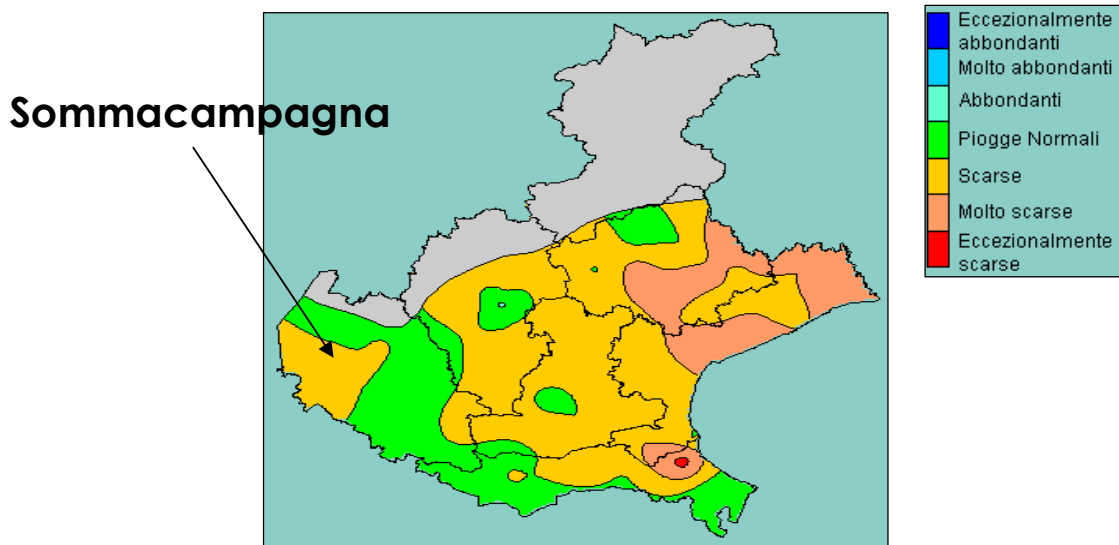 Sommacampagna
Eccezionalmente
abbondanti
Molto abbondanti
Abbondanti
Piogge Normali
Scarse
Molto scarse
Eccezionalmente
scarse